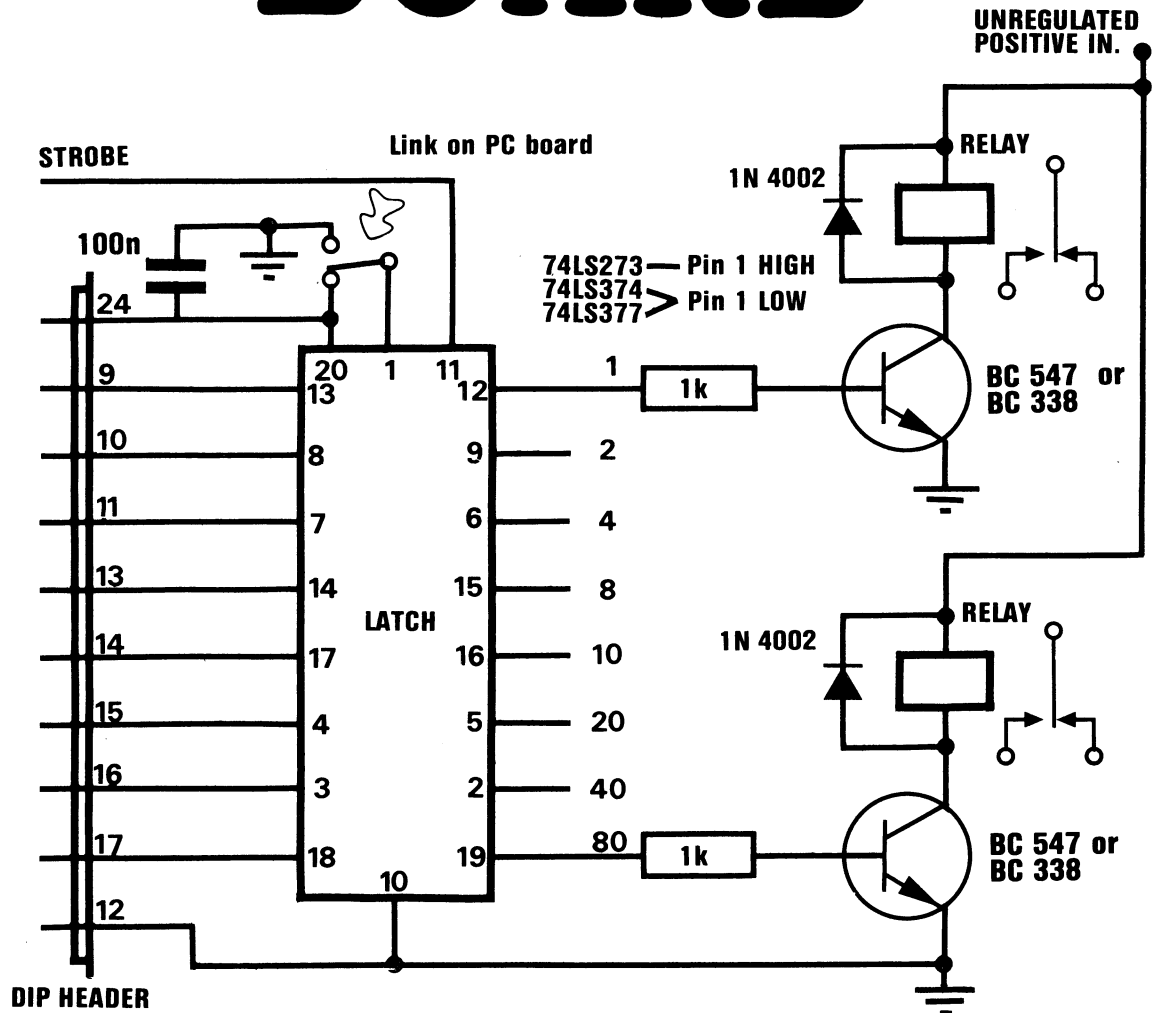 UNREGULATED
POSITIVE IN.
STROBE
Link on PC board
RELAY
1N 4002
100n
74LS273 — Pin 1 HIGH
74LS374
74LS377
> Pin 1 LOW
24
20 1 11
BC 547 or
BC 338
9 13 12 1 1k
10 8 9 2
11 7 6 4
13 14 15 8
LATCH
RELAY
1N 4002
14 17 16 10
15 4 5 20
16 3 2 40
17 18 19 80 1k
BC 547 or
BC 338
10
12
DIP HEADER